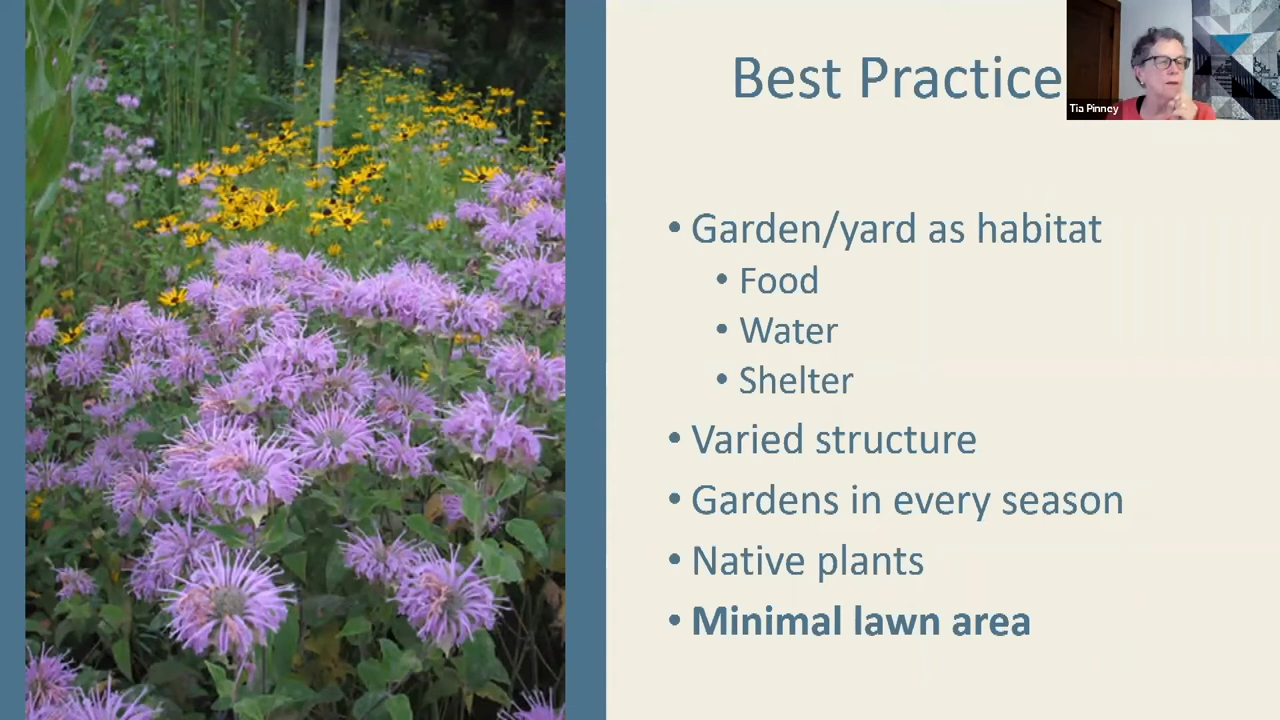 Best Practice
Tia Pinney
• Garden/yard as habitat
• Food
• Water
• Shelter
• Varied structure
• Gardens in every season
• Native plants
• Minimal lawn area